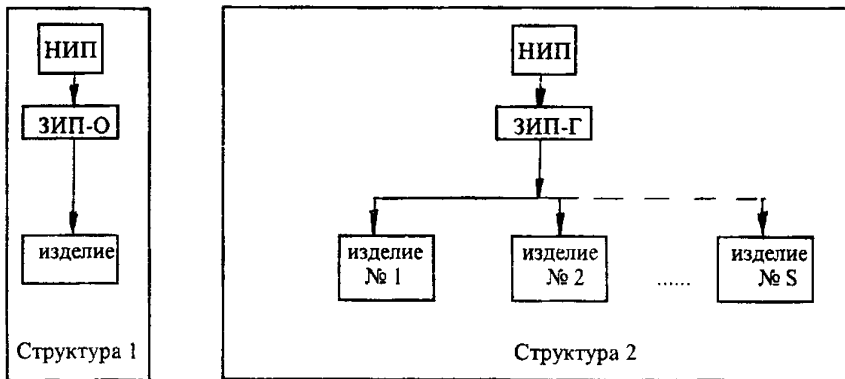 НИП
ЗИП-О
изделие
Структура 1
НИП
ЗИП-Г
изделие
№ 1
изделие
№ 2
......
изделие
№ S
Структура 2